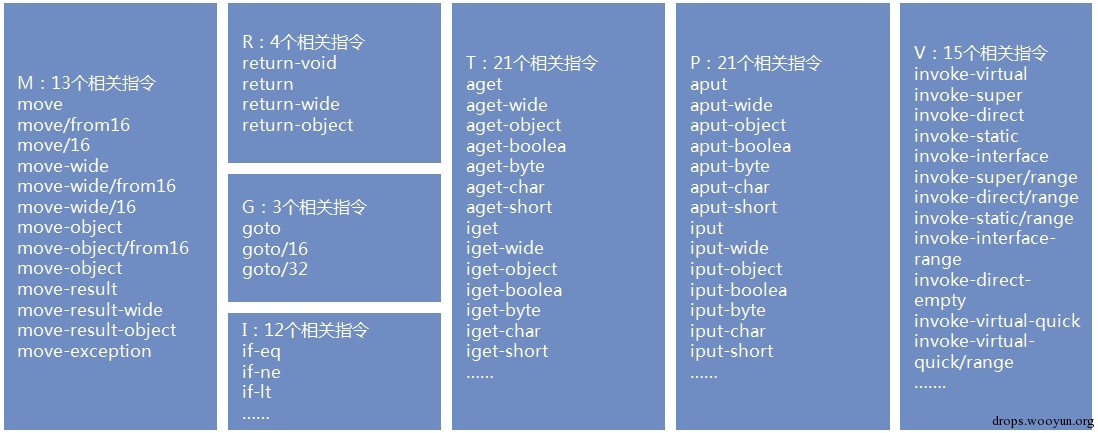 M：13个相关指令
move
move/from16
move/16
move-wide
move-wide/from16
move-wide/16
move-object
move-object/from16
move-object
move-result
move-result-wide
move-result-object
move-exception
R：4个相关指令
return-void
return
return-wide
return-object
G：3个相关指令
goto
goto/16
goto/32
I：12个相关指令
if-eq
if-ne
if-lt
......
T：21个相关指令
aget
aget-wide
aget-object
aget-boolea
aget-byte
aget-char
aget-short
iget
iget-wide
iget-object
iget-boolea
iget-byte
iget-char
iget-short
......
P：21个相关指令
aput
aput-wide
aput-object
aput-boolea
aput-byte
aput-char
aput-short
iput
iput-wide
iput-object
iput-boolea
iput-byte
iput-char
iput-short
......
V：15个相关指令
invoke-virtual
invoke-super
invoke-direct
invoke-static
invoke-interface
invoke-super/range
invoke-direct/range
invoke-static/range
invoke-interface-
range
invoke-direct-
empty
invoke-virtual-quick
invoke-virtual-
quick/range
.......
drops.wooyun.org